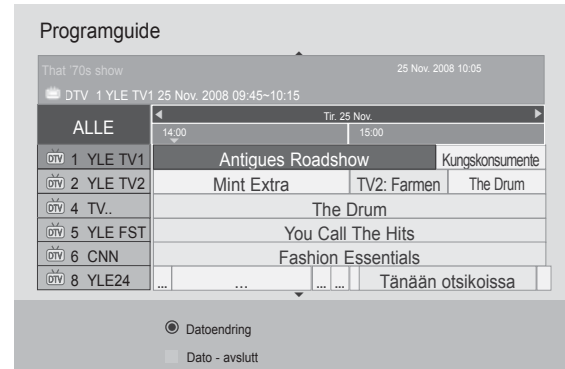 Programguide
That '70s show 25 Nov. 2008 10:05
DTV 1 YLE TV1 25 Nov. 2008 09:45~10:15
ALLE
Tir. 25 Nov.
14:00 15:00
DTV 1 YLE TV1 Antigues Roadshow Kungskonsumente
DTV 2 YLE TV2 Mint Extra TV2: Farmen The Drum
DTV 4 TV.. The Drum
DTV 5 YLE FST You Call The Hits
DTV 6 CNN Fashion Essentials
DTV 8 YLE24 ... ... ... ... Tänään otsikoissa
Datoendring
Dato - avslutt